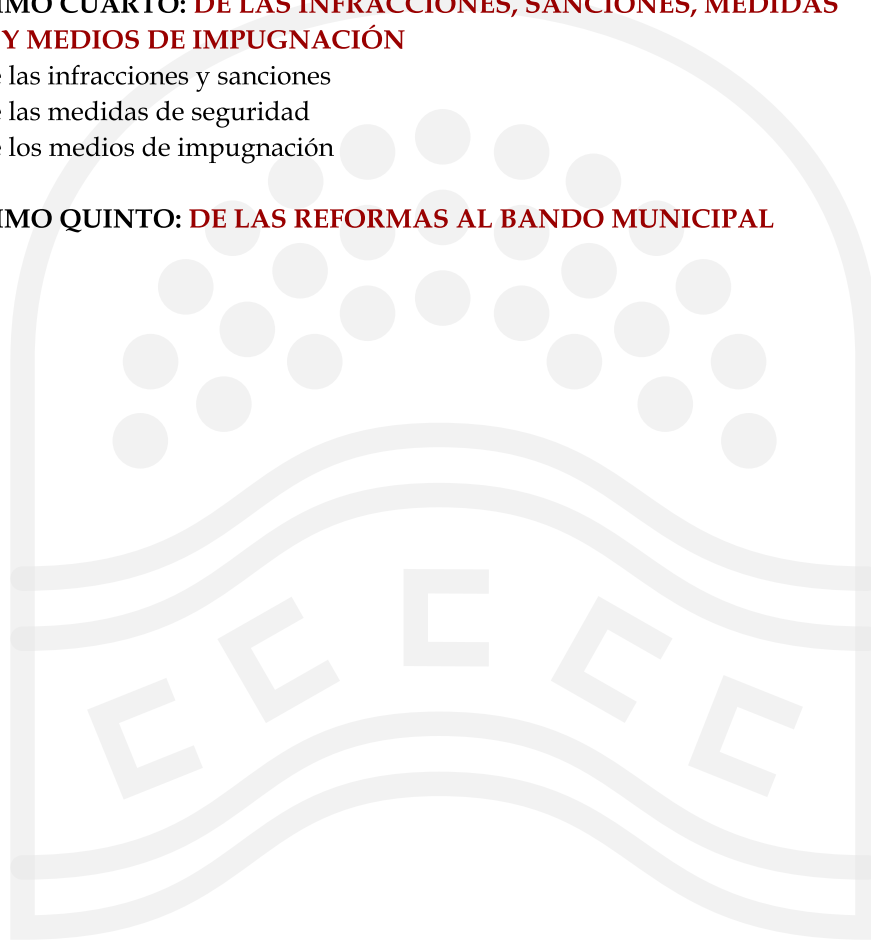 IMO CUARTO: DE LAS INFRACCIONES, SANCIONES, MEDIDAS
Y MEDIOS DE IMPUGNACIÓN
las infracciones y sanciones
las medidas de seguridad
los medios de impugnación
IMO QUINTO: DE LAS REFORMAS AL BANDO MUNICIPAL